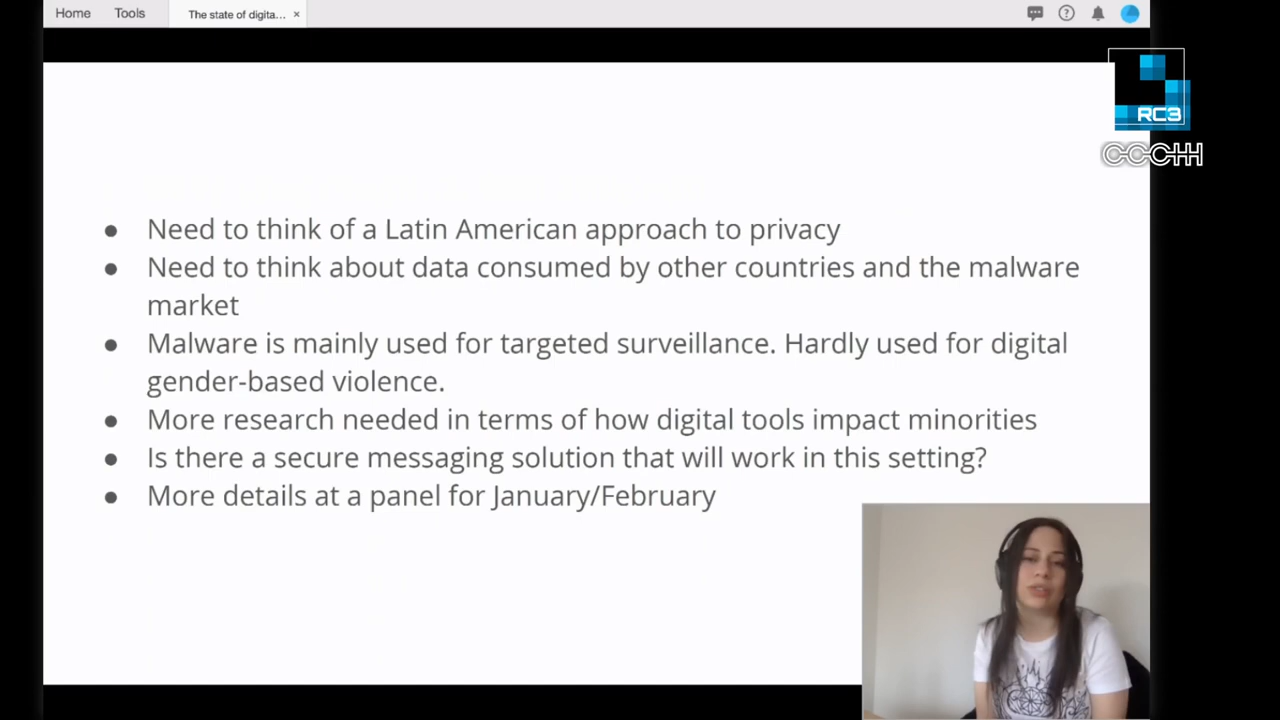 Home Tools The state of digita... ×
RC3
CCCHH
● Need to think of a Latin American approach to privacy
● Need to think about data consumed by other countries and the malware
market
● Malware is mainly used for targeted surveillance. Hardly used for digital
gender-based violence.
● More research needed in terms of how digital tools impact minorities
● Is there a secure messaging solution that will work in this setting?
● More details at a panel for January/February